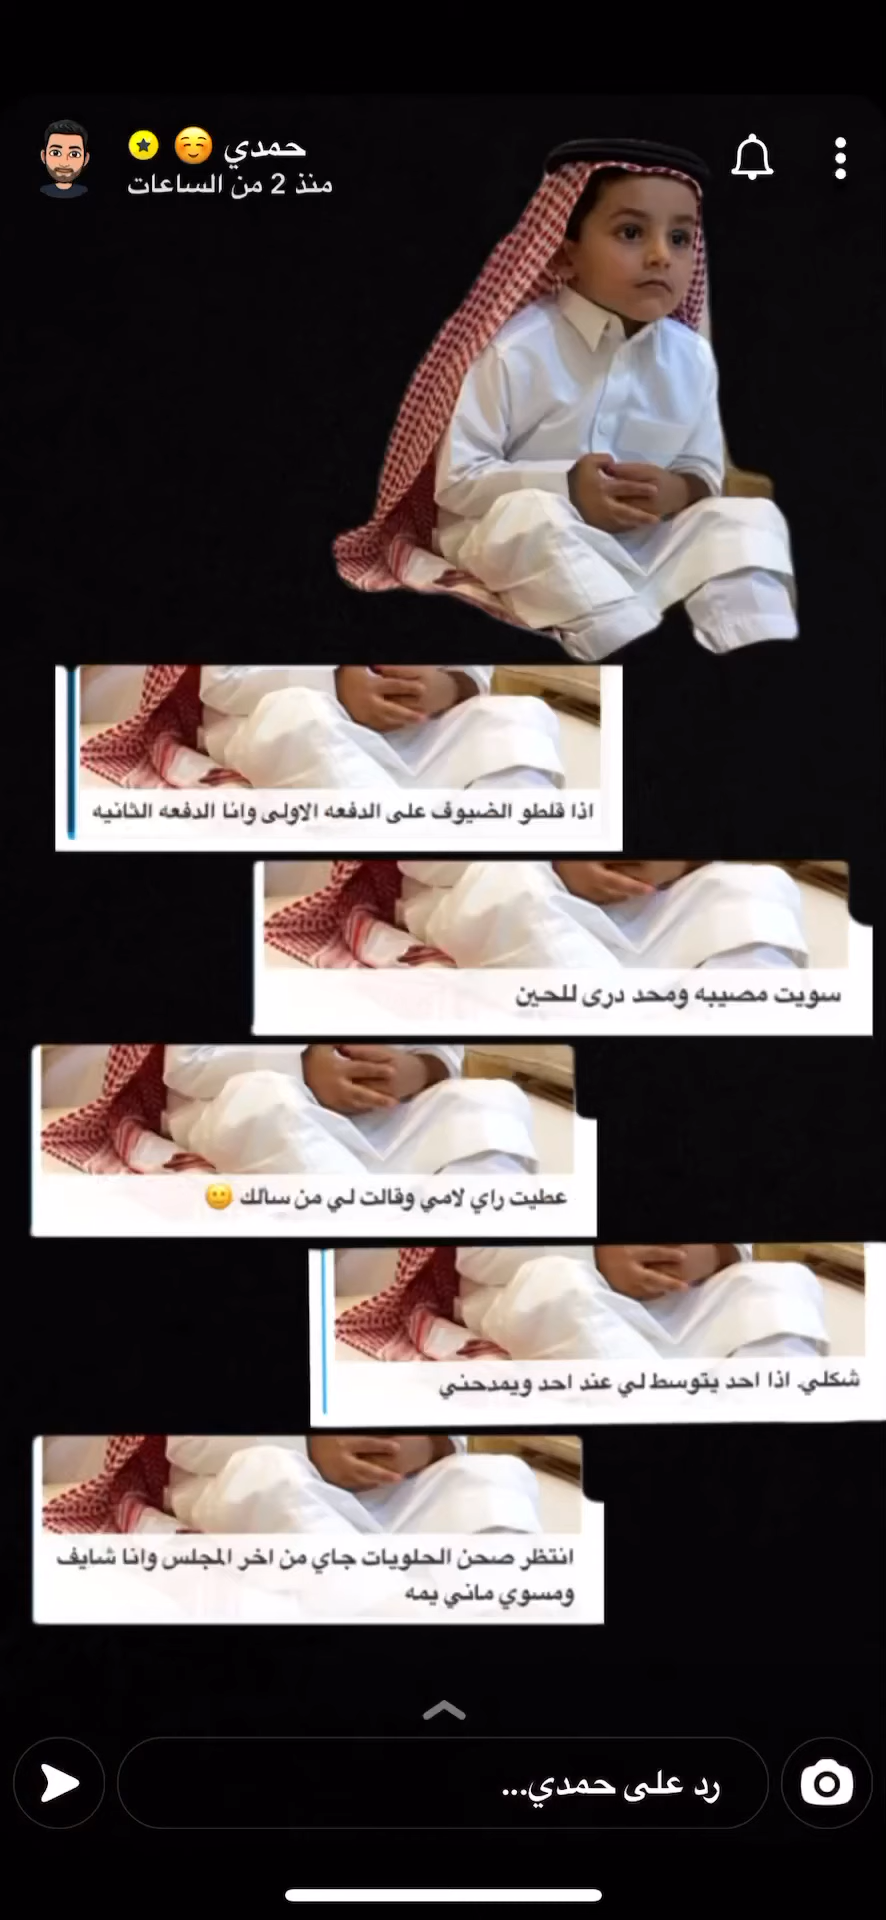 حمدي ☺️
منذ 2 من الساعات
اذا قلطو الضيوف على الدفعه الاولى وانا الدفعه الثانيه
سويت مصيبه ومحد درى للحين
عطيت راي لامي وقالت لي من سألك 🙂
شكلي. اذا احد يتوسط لي عند احد ويمدحني
انتظر صحن الحلويات جاي من اخر المجلس وانا شايف
ومسوي ماني يمه
رد على حمدي...